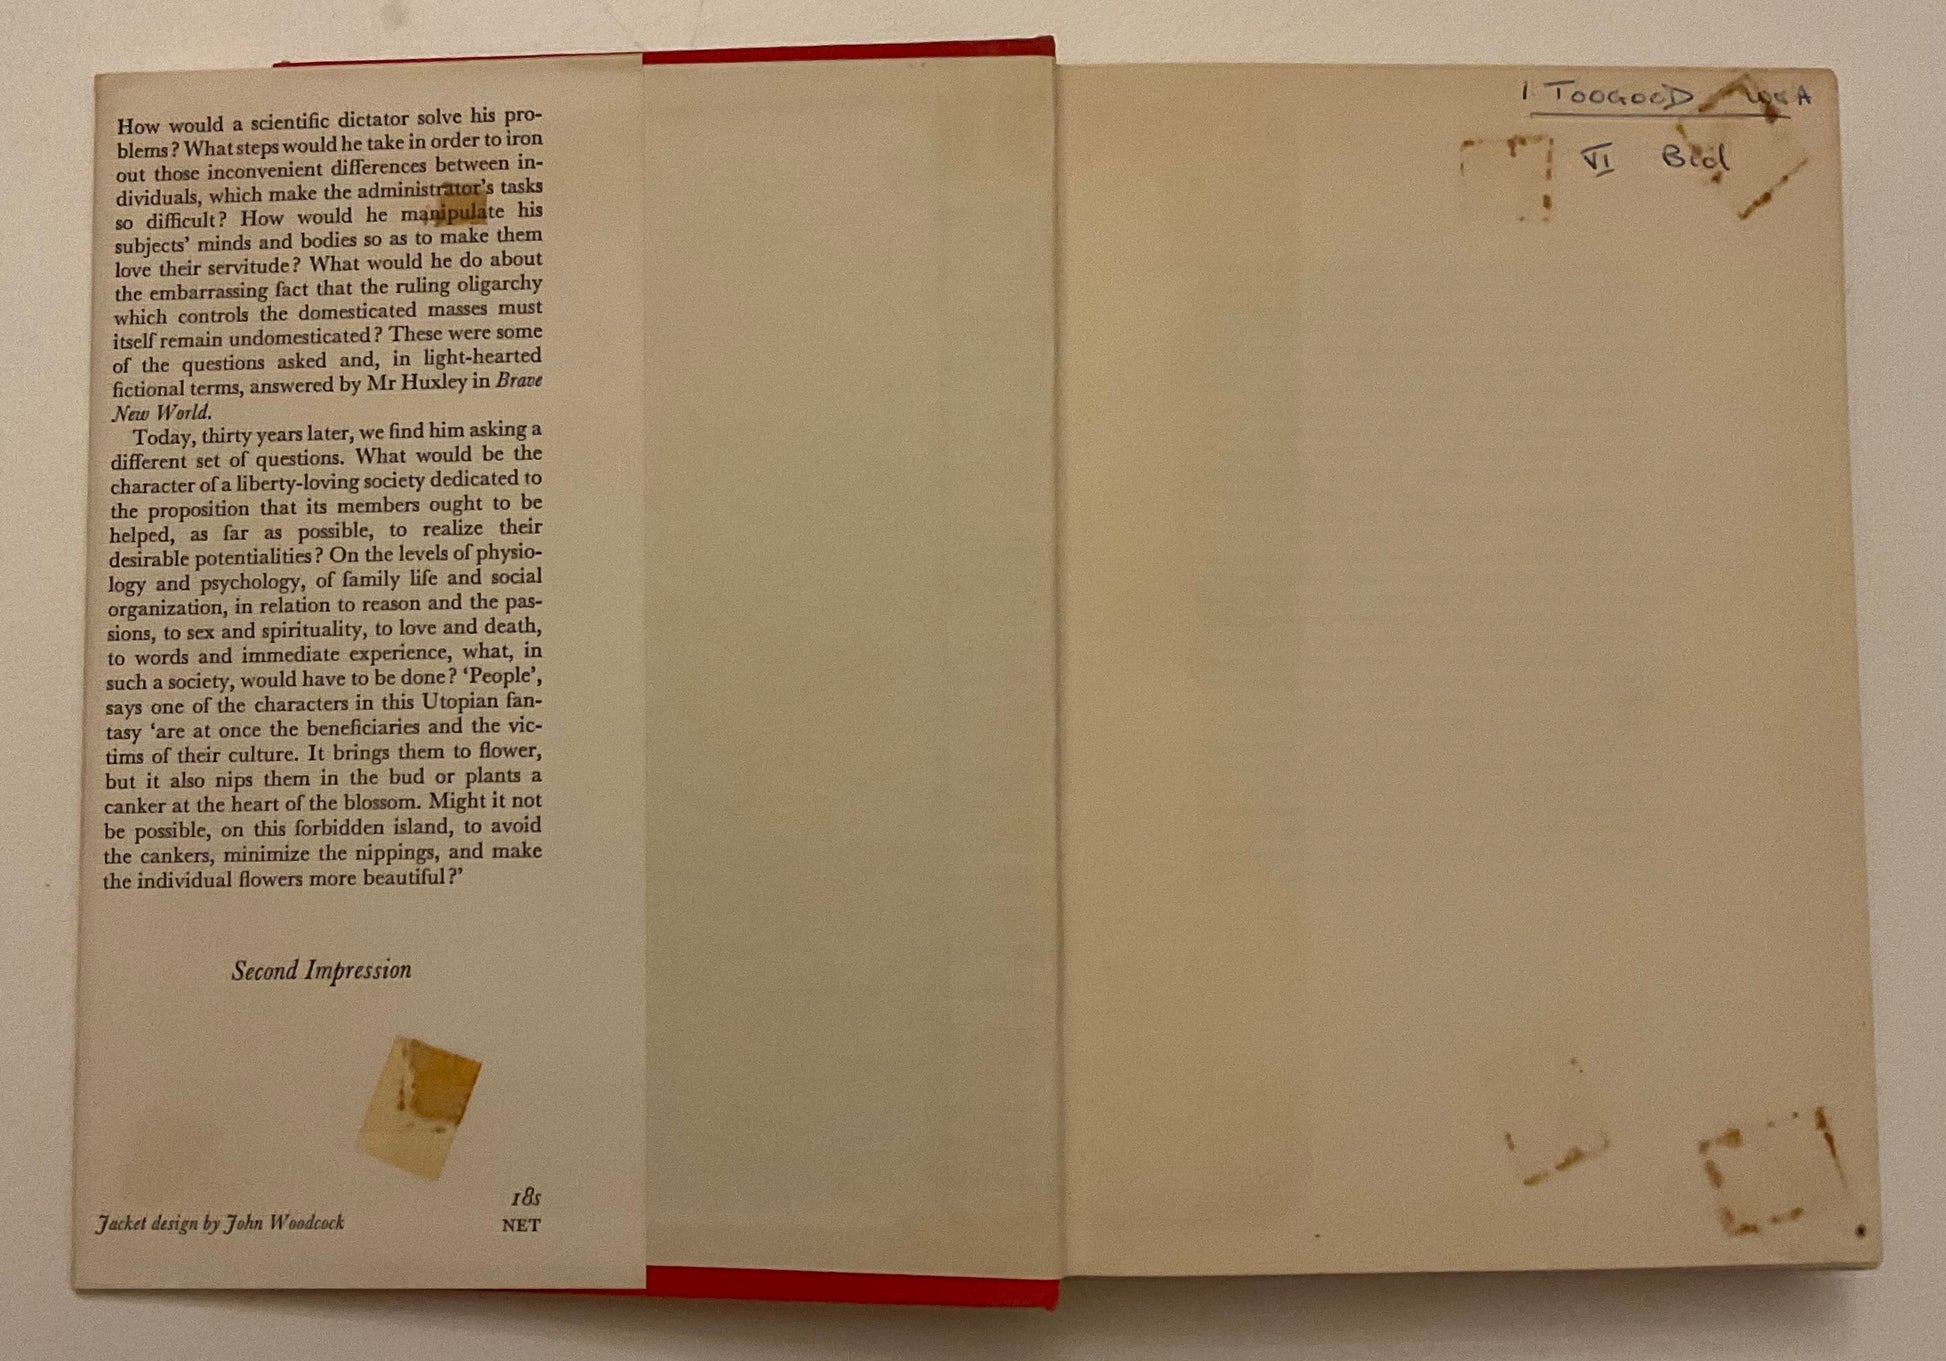 How would a scientific dictator solve his pro-
blems? What steps would he take in order to iron
out those inconvenient differences between in-
dividuals, which make the administrator's tasks
so difficult? How would he manipulate his
subjects' minds and bodies so as to make them
love their servitude? What would he do about
the embarrassing fact that the ruling oligarchy
which controls the domesticated masses must
itself remain undomesticated? These were some
of the questions asked and, in light-hearted
fictional terms, answered by Mr Huxley in Brave
New World.
Today, thirty years later, we find him asking a
different set of questions. What would be the
character of a liberty-loving society dedicated to
the proposition that its members ought to be
helped, as far as possible, to realize their
desirable potentialities? On the levels of physio-
logy and psychology, of family life and social
organization, in relation to reason and the pas-
sions, to sex and spirituality, to love and death,
to words and immediate experience, what, in
such a society, would have to be done? ‘People’,
says one of the characters in this Utopian fan-
tasy ‘are at once the beneficiaries and the vic-
tims of their culture. It brings them to flower,
but it also nips them in the bud or plants a
canker at the heart of the blossom. Might it not
be possible, on this forbidden island, to avoid
the cankers, minimize the nippings, and make
the individual flowers more beautiful?’
Second Impression
18s
Jacket design by John Woodcock NET
I TOOGOOD
VI